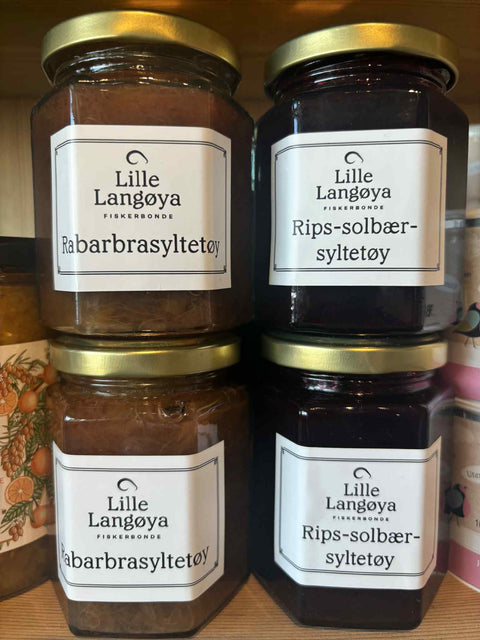 Lille
Langøya
FISKERBONDE
Rabarbrasyltetøy
Lille
Langøya
FISKERBONDE
Rips-solbær-
syltetøy
Lille
Langøya
FISKERBONDE
Rabarbrasyltetøy
Lille
Langøya
FISKERBONDE
Rips-solbær-
syltetøy